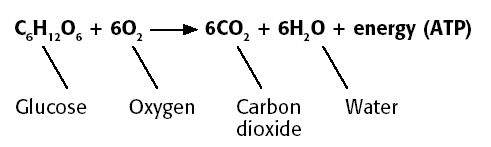 C₆H₁₂O₆ + 6O₂ → 6CO₂ + 6H₂O + energy (ATP)
Glucose Oxygen Carbon dioxide Water